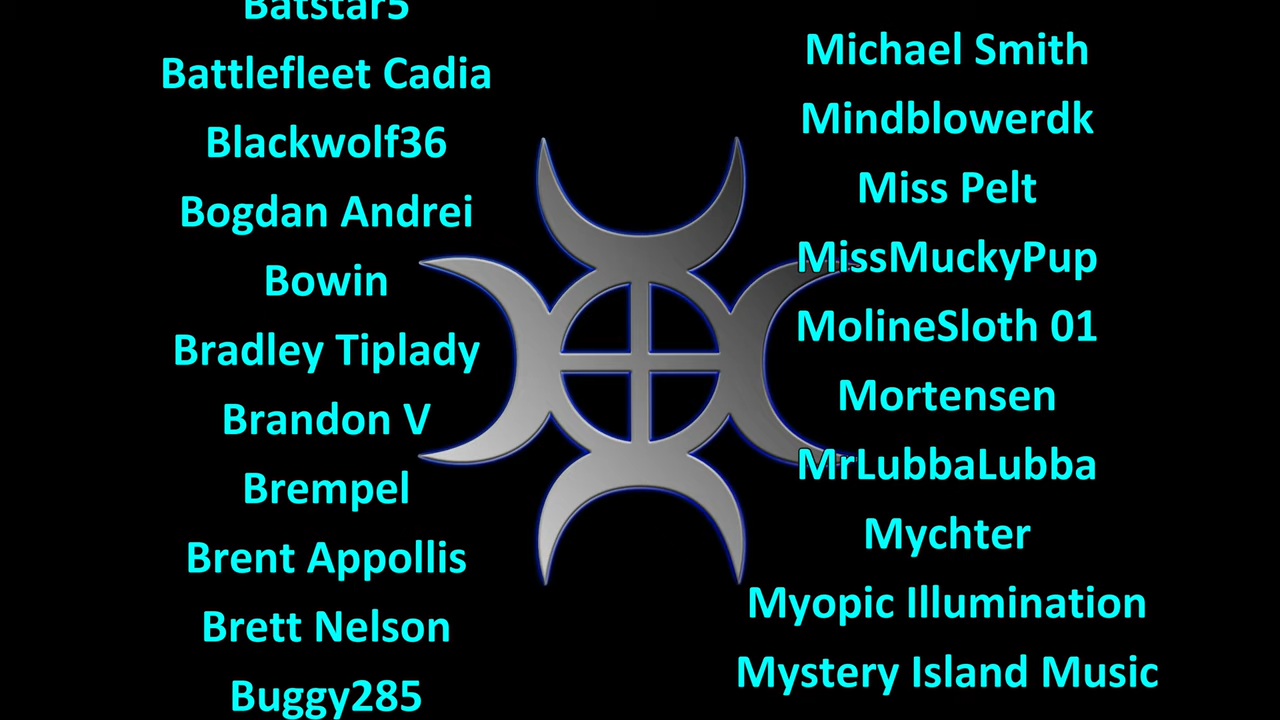 Batstar5
Battlefleet Cadia
Blackwolf36
Bogdan Andrei
Bowin
Bradley Tiplady
Brandon V
Brempel
Brent Appollis
Brett Nelson
Buggy285
Michael Smith
Mindblowerdk
Miss Pelt
MissMuckyPup
MolineSloth 01
Mortensen
MrLubbaLubba
Mychter
Myopic Illumination
Mystery Island Music